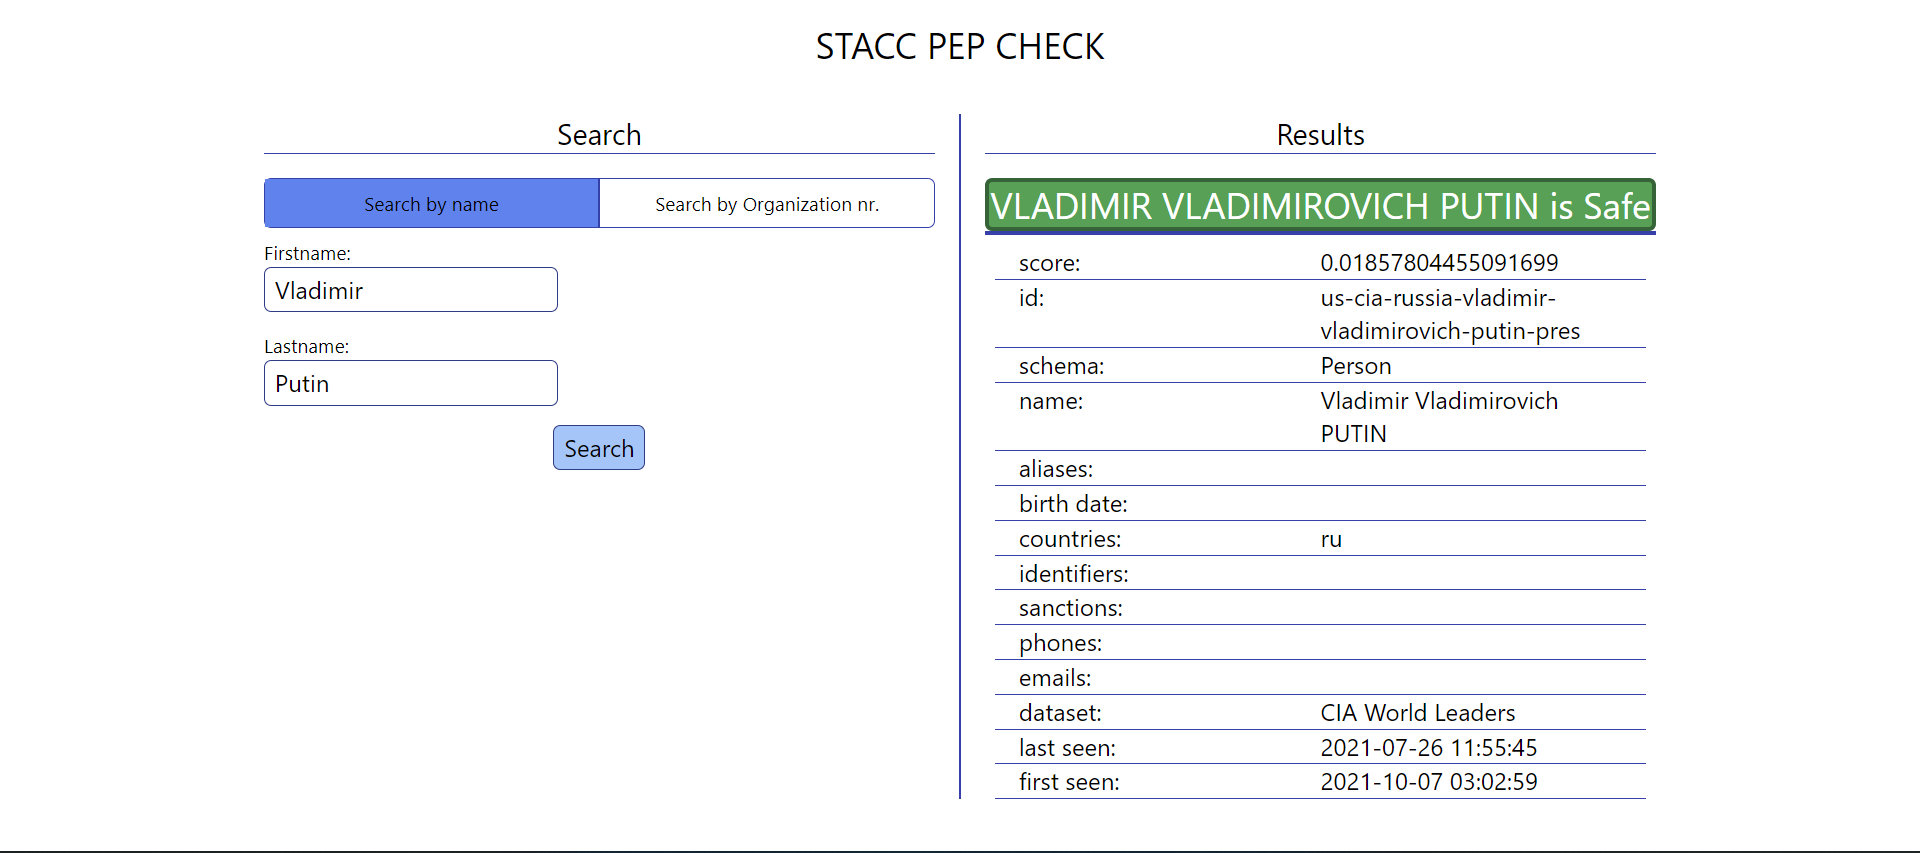 STACC PEP CHECK
Search
Search by name
Search by Organization nr.
Firstname:
Vladimir
Lastname:
Putin
Search
Results
VLADIMIR VLADIMIROVICH PUTIN is Safe
score: 0.01857804455091699
id: us-cia-russia-vladimir-
vladimirovich-putin-pres
schema: Person
name: Vladimir Vladimirovich
PUTIN
aliases:
birth date:
countries: ru
identifiers:
sanctions:
phones:
emails:
dataset: CIA World Leaders
last seen: 2021-07-26 11:55:45
first seen: 2021-10-07 03:02:59